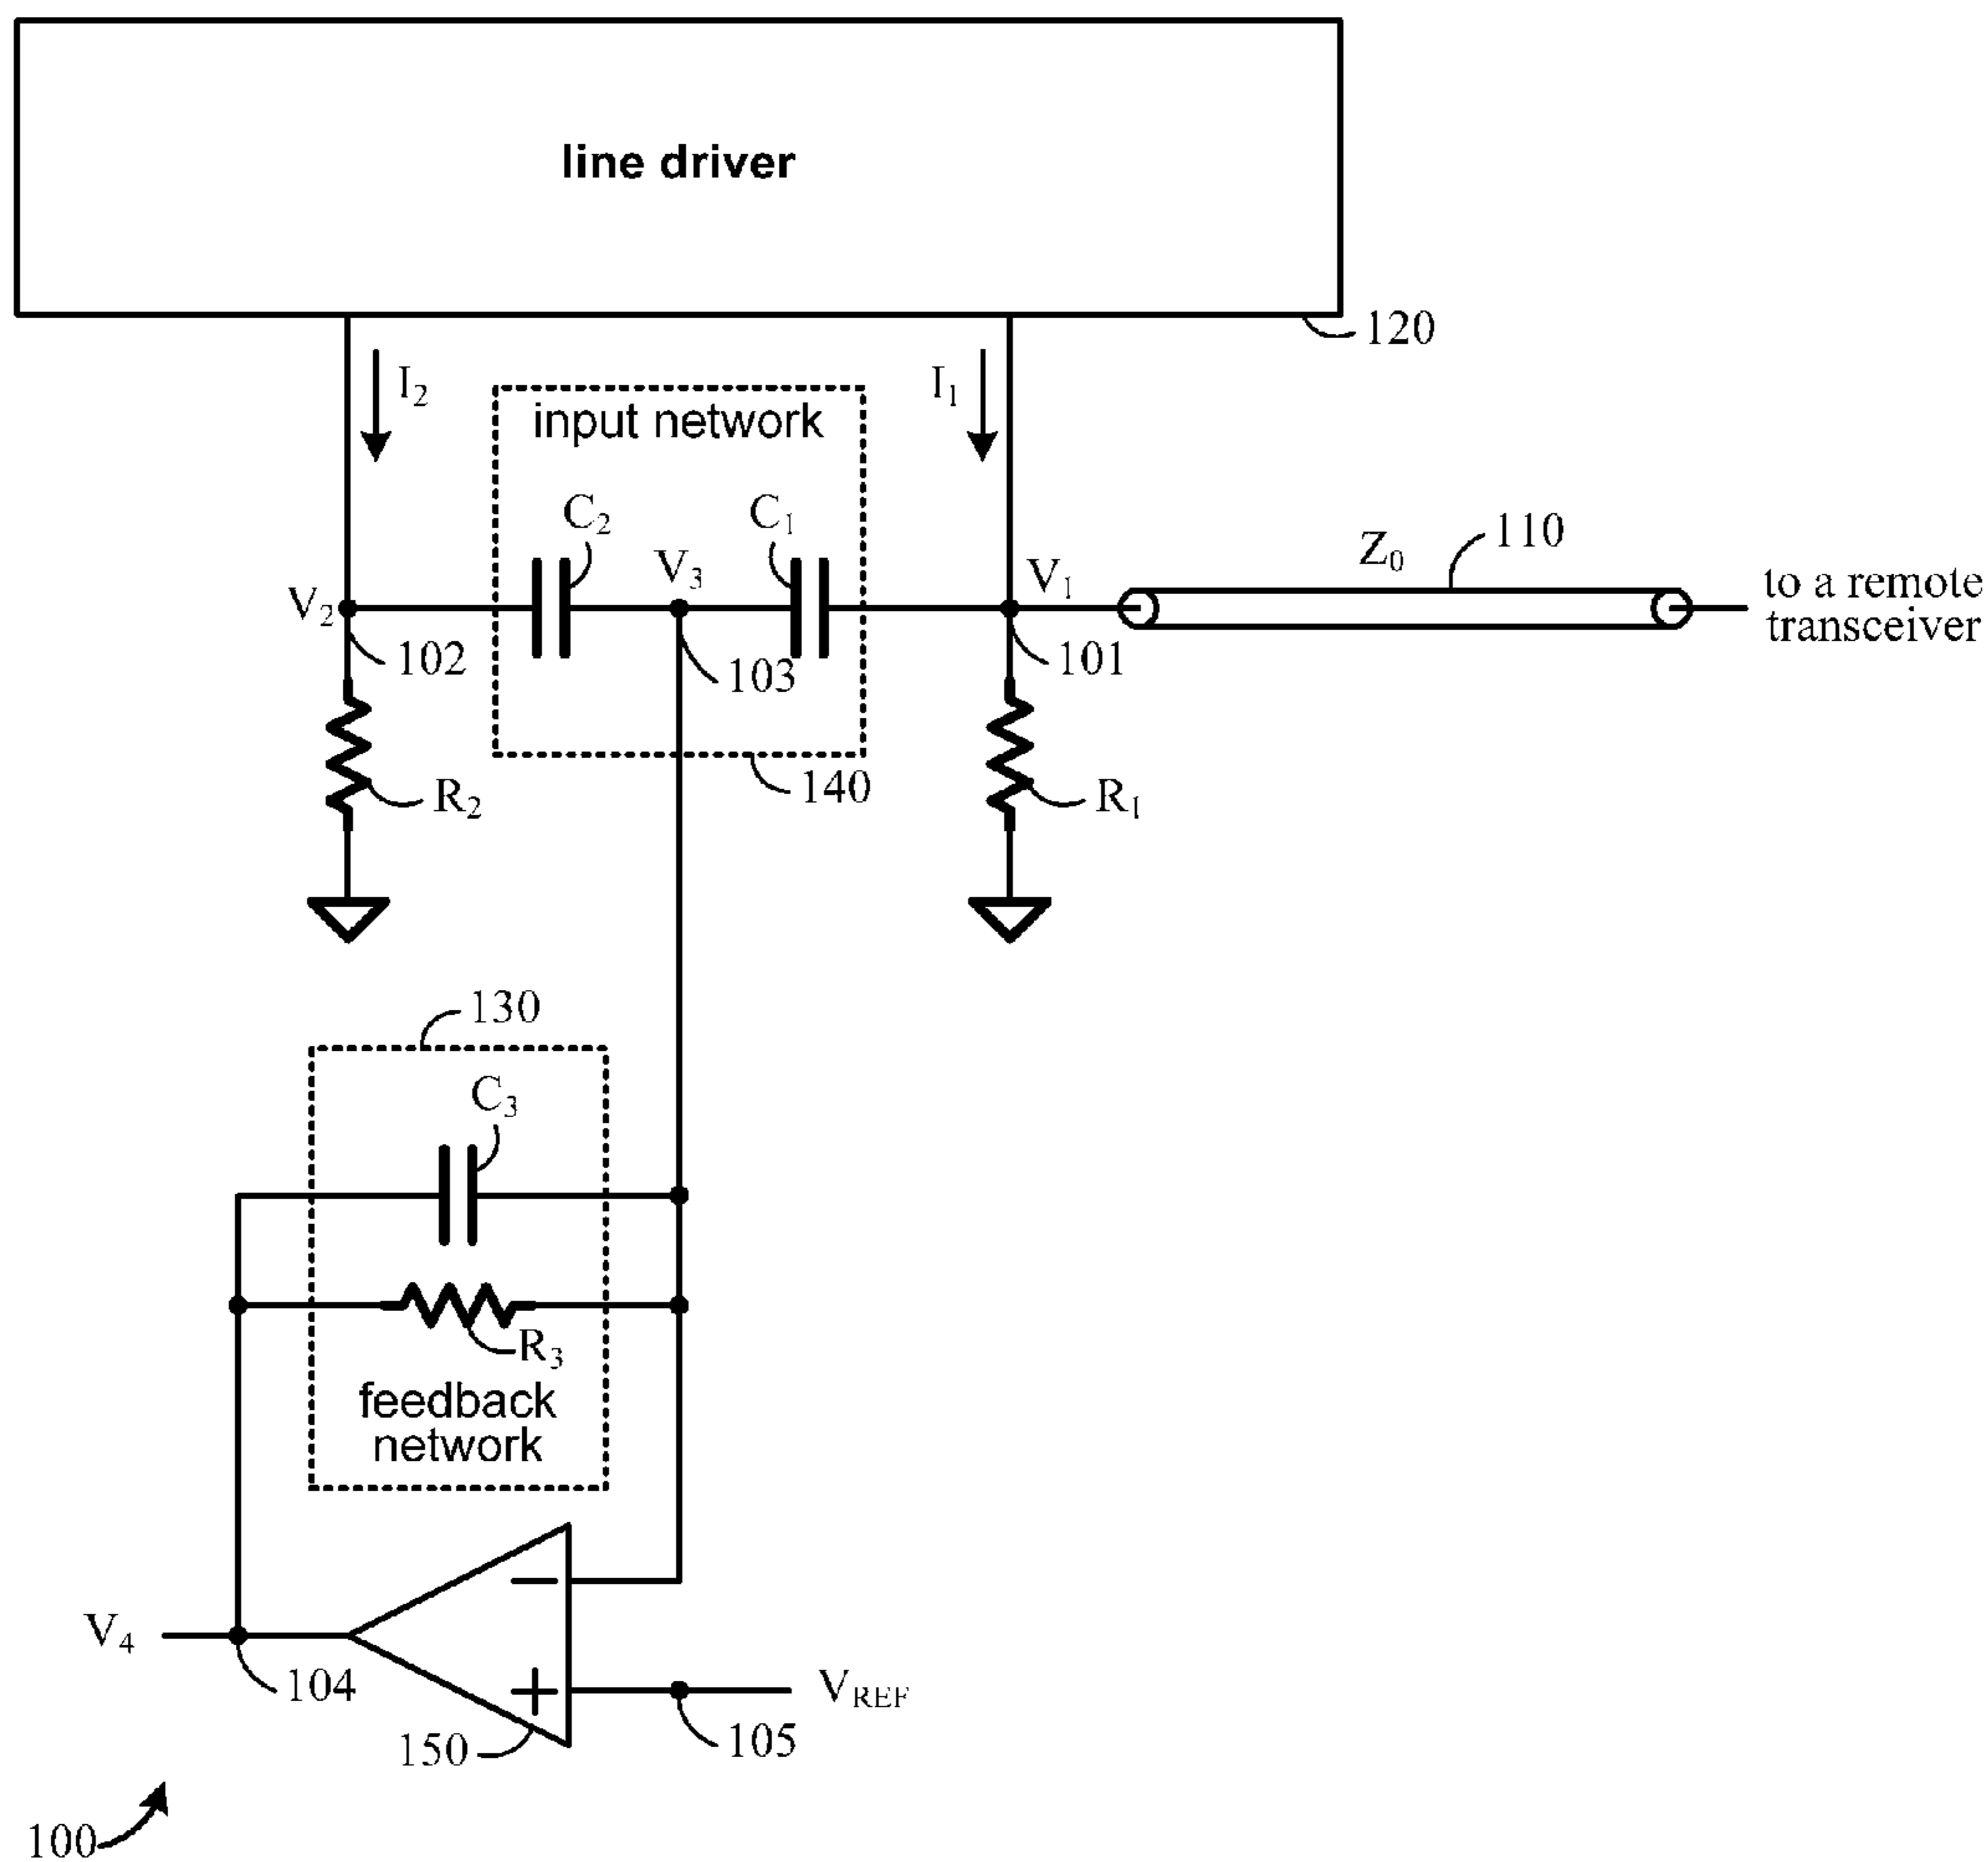 line driver
120
I2
I1
input network
C2
C1
V3
V2
V1
Z0
110
to a remote
transceiver
102
103
101
R2
140
R1
130
C3
R3
feedback
network
V4
104
VREF
150
105
100